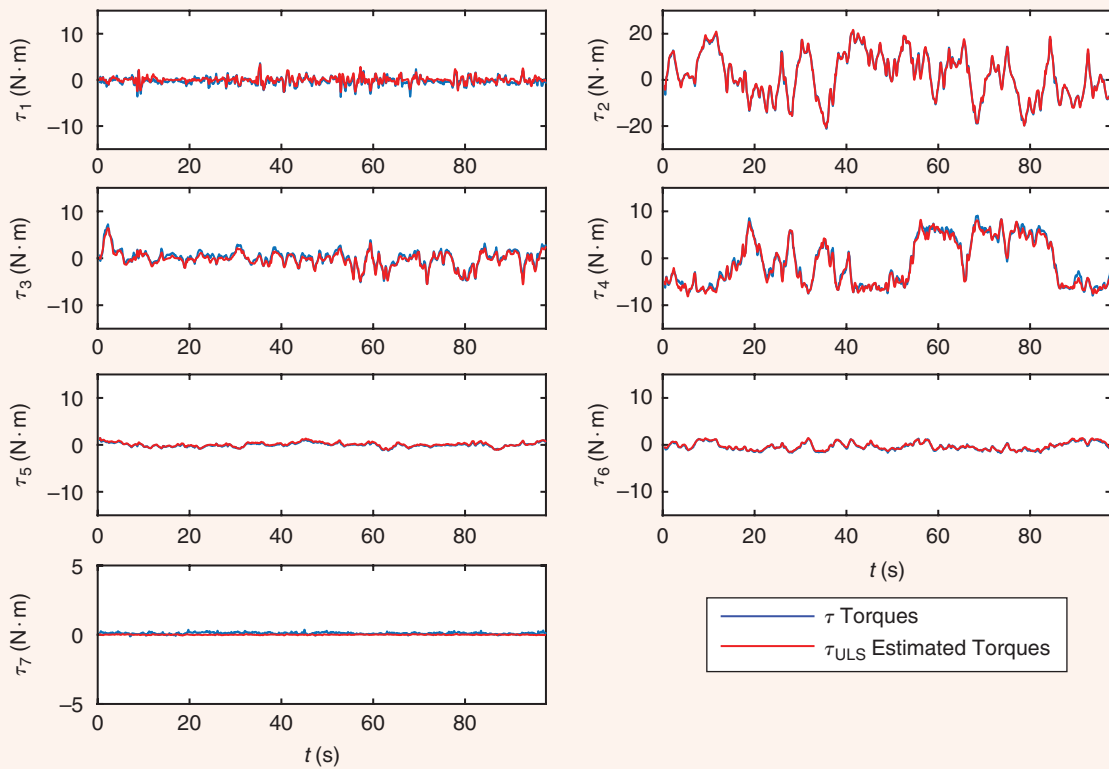 10
0
−10
τ1 (N · m)
0 20 40 60 80
20
0
−20
τ2 (N · m)
0 20 40 60 80
10
0
−10
τ3 (N · m)
0 20 40 60 80
10
0
−10
τ4 (N · m)
0 20 40 60 80
10
0
−10
τ5 (N · m)
0 20 40 60 80
10
0
−10
τ6 (N · m)
0 20 40 60 80
t (s)
5
0
−5
τ7 (N · m)
0 20 40 60 80
t (s)
τ Torques
τULS Estimated Torques